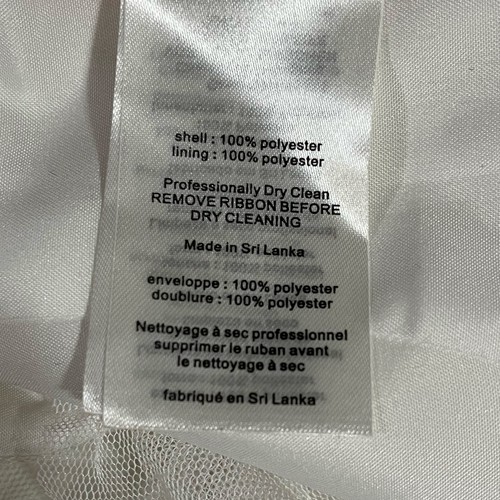 shell : 100% polyester
lining : 100% polyester
Professionally Dry Clean
REMOVE RIBBON BEFORE
DRY CLEANING
Made in Sri Lanka
enveloppe : 100% polyester
doublure : 100% polyester
Nettoyage à sec professionnel
supprimer le ruban avant
le nettoyage à sec
fabriqué en Sri Lanka